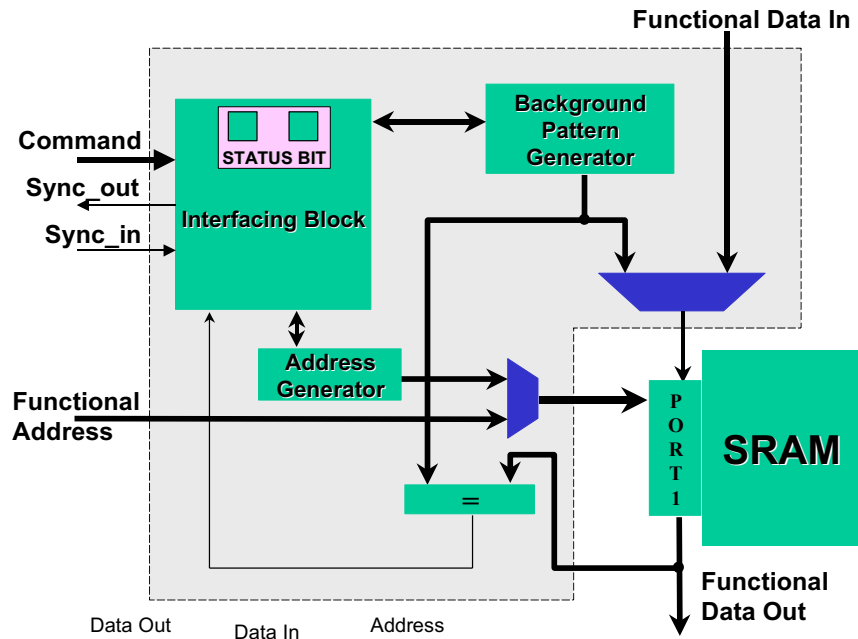 Functional Data In
Background
Pattern
Generator
STATUS BIT
Command
Sync_out
Interfacing Block
Sync_in
Address
Generator
Functional
Address
PORT1
SRAM
=
Functional
Data Out
Data Out
Data In
Address